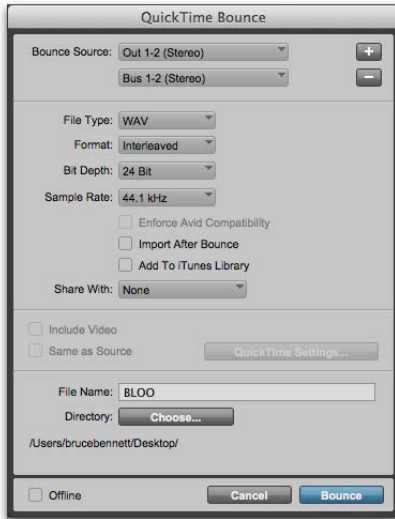 QuickTime Bounce
Bounce Source: Out 1-2 (Stereo) +
Bus 1-2 (Stereo) −
File Type: WAV
Format: Interleaved
Bit Depth: 24 Bit
Sample Rate: 44.1 kHz
Enforce Avid Compatibility
Import After Bounce
Add To iTunes Library
Share With: None
Include Video
Same as Source QuickTime Settings...
File Name: BLOO
Directory: Choose...
/Users/brucebennett/Desktop/
Offline Cancel Bounce